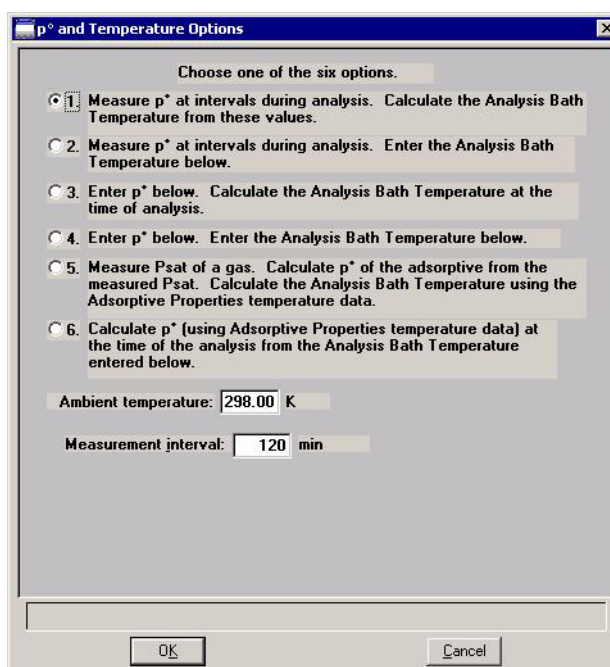 p° and Temperature Options
Choose one of the six options.
1. Measure p° at intervals during analysis. Calculate the Analysis Bath
Temperature from these values.
2. Measure p° at intervals during analysis. Enter the Analysis Bath
Temperature below.
3. Enter p° below. Calculate the Analysis Bath Temperature at the
time of analysis.
4. Enter p° below. Enter the Analysis Bath Temperature below.
5. Measure Psat of a gas. Calculate p° of the adsorptive from the
measured Psat. Calculate the Analysis Bath Temperature using the
Adsorptive Properties temperature data.
6. Calculate p° (using Adsorptive Properties temperature data) at
the time of the analysis from the Analysis Bath Temperature
entered below.
Ambient temperature: 298.00 K
Measurement interval: 120 min
OK Cancel